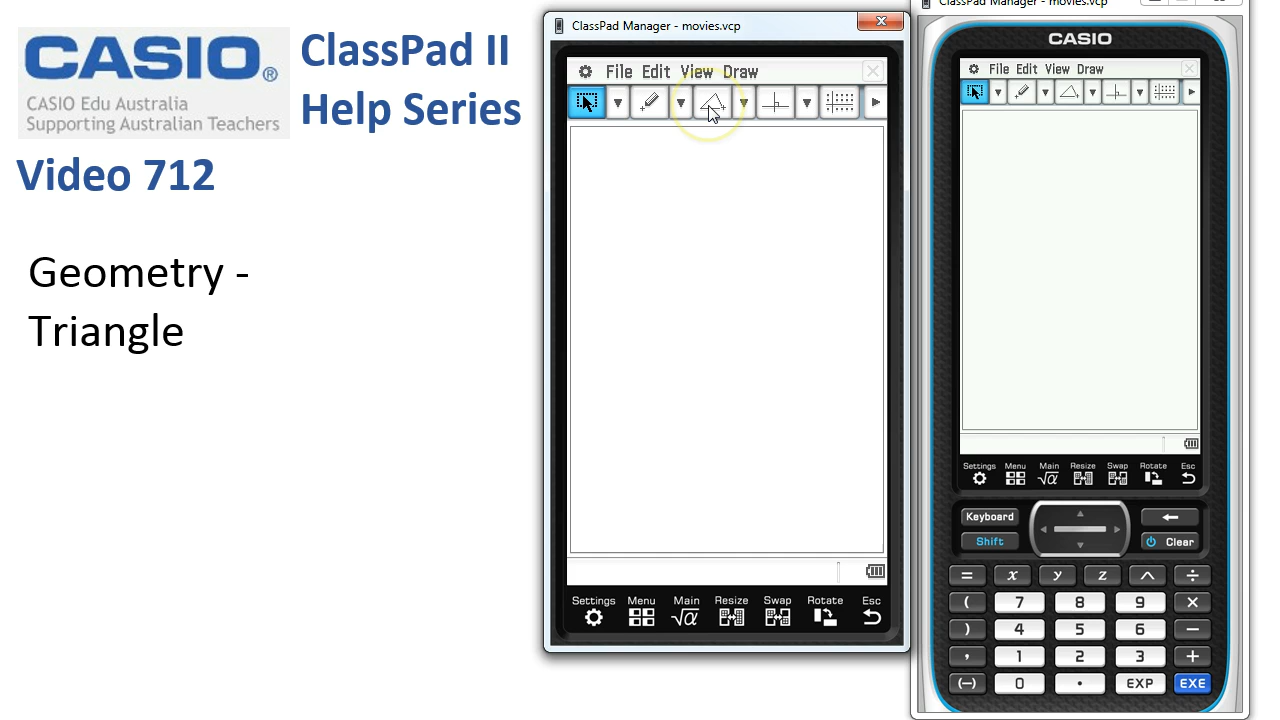 CASIO®
CASIO Edu Australia
Supporting Australian Teachers
ClassPad II
Help Series
Video 712
Geometry -
Triangle
ClassPad Manager - movies.vcp
File Edit View Draw
Settings Menu Main Resize Swap Rotate Esc
√α
ClassPad Manager - movies.vcp
CASIO
File Edit View Draw
Settings Menu Main Resize Swap Rotate Esc
√α
Keyboard
Shift Clear
= x y z ^ ÷
( 7 8 9 ×
) 4 5 6 −
, 1 2 3 +
(−) 0 . EXP EXE